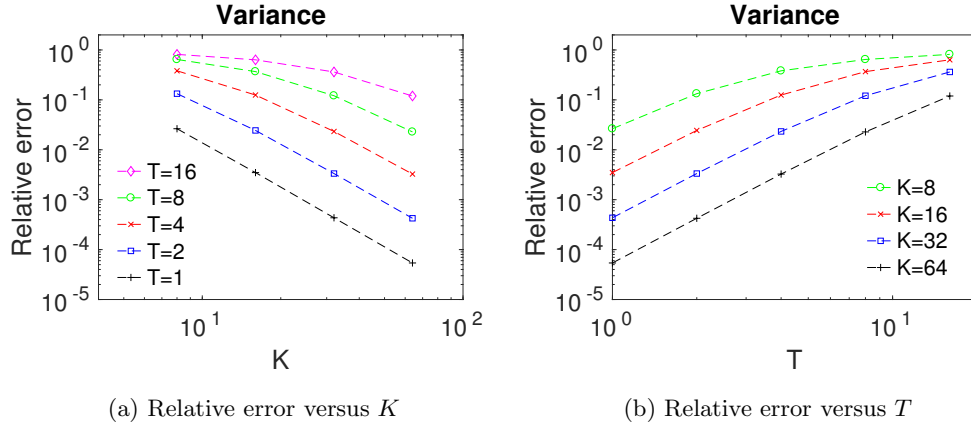 Variance
10^0
10^-1
10^-2
10^-3
10^-4
10^-5
Relative error
T=16
T=8
T=4
T=2
T=1
10^1
10^2
K
(a) Relative error versus K
Variance
10^0
10^-1
10^-2
10^-3
10^-4
10^-5
Relative error
K=8
K=16
K=32
K=64
10^0
10^1
T
(b) Relative error versus T